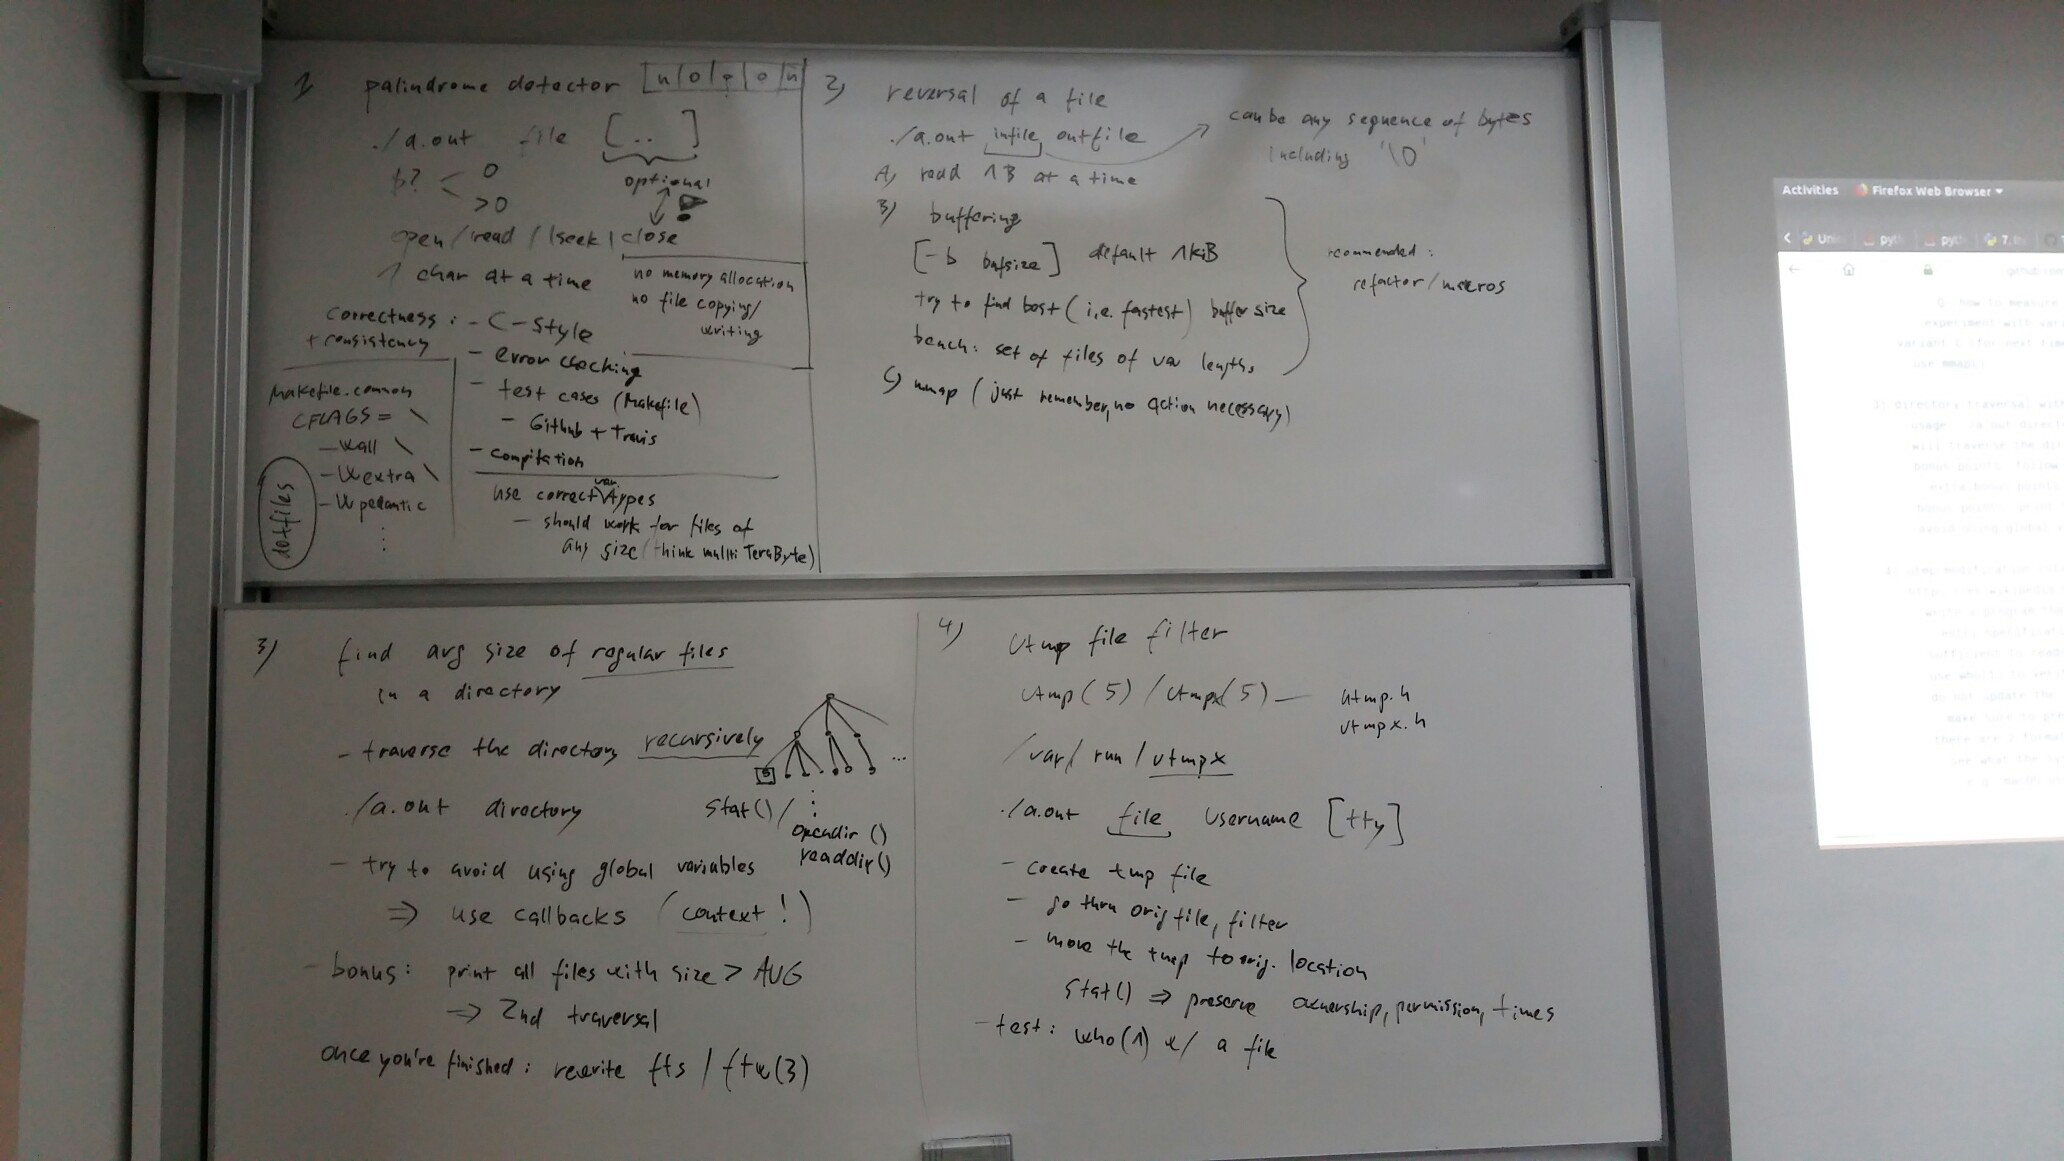 1)
palindrome detector |n|o|o|o|n|
./a.out file [..]
optional
$? < 0
>0
open/read/lseek/close
1 char at a time
no memory allocation
no file copying/
writing
correctness:
+ consistency
- C-style
- error checking
- test cases (Makefile)
- Github + Travis
- compilation
Makefile.common
CFLAGS = \
-Wall \
-Wextra \
-Wpedantic
⋮
dotfiles
use correct var. types
- should work for files of
any size (think multi TeraByte)
2)
reversal of a file
./a.out infile outfile
can be any sequence of bytes
including '\0'
A) read 1B at a time
B) buffering
[-b bufsize] default 1KiB
try to find best (i.e. fastest) buffer size
bench: set of files of var lengths
recommended:
refactor/macros
C) mmap (just remember, no action necessary)
3)
find avg size of regular files
in a directory
- traverse the directory recursively
...
./a.out directory
stat()/
⋮
opendir()
readdir()
- try to avoid using global variables
⇒ use callbacks (context!)
- bonus: print all files with size > AVG
⇒ 2nd traversal
once you're finished: rewrite fts / ftw(3)
4)
utmp file filter
utmp(5) / utmpx(5) — utmp.h
utmpx.h
/var/run/utmpx
./a.out file username [tty]
- create tmp file
- go thru orig file, filter
- move the tmp to orig. location
stat() ⇒ preserve ownership, permission, times
- test: who(1) w/ a file
Activities Firefox Web Browser
pyth